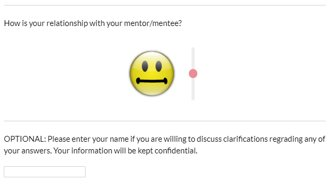 How is your relationship with your mentor/mentee?
OPTIONAL: Please enter your name if you are willing to discuss clarifications regrading any of
your answers. Your information will be kept confidential.